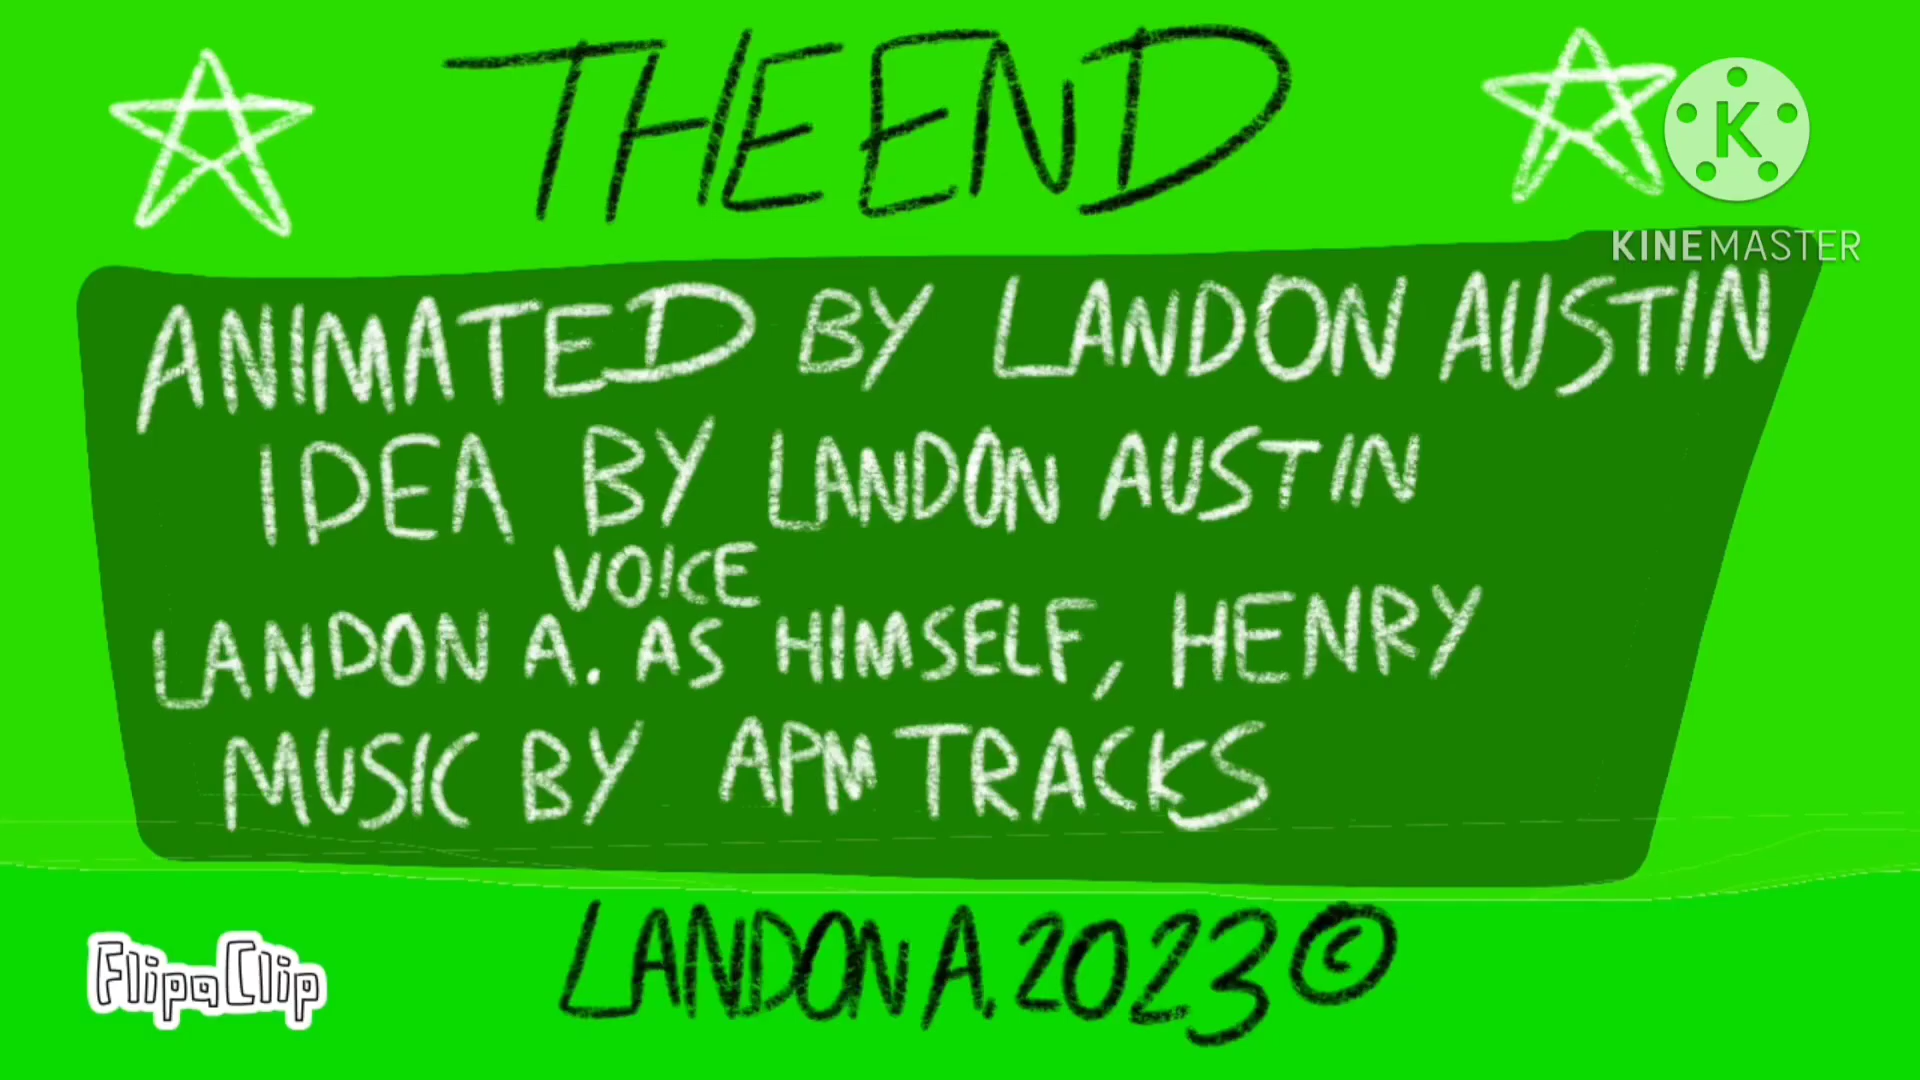 THE END
K
KINEMASTER
ANIMATED BY LANDON AUSTIN
IDEA BY LANDON AUSTIN
VOICE
LANDON A. AS HIMSELF, HENRY
MUSIC BY APM TRACKS
LANDON A. 2023 ©
FlipaClip